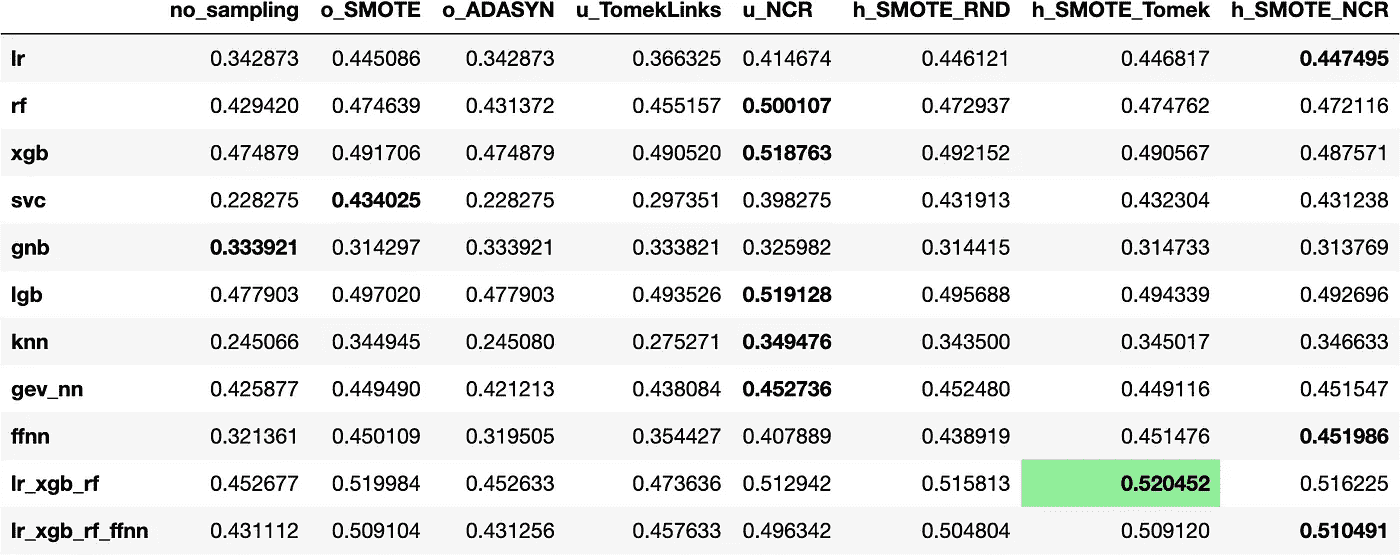 no_sampling o_SMOTE o_ADASYN u_TomekLinks u_NCR h_SMOTE_RND h_SMOTE_Tomek h_SMOTE_NCR
lr 0.342873 0.445086 0.342873 0.366325 0.414674 0.446121 0.446817 0.447495
rf 0.429420 0.474639 0.431372 0.455157 0.500107 0.472937 0.474762 0.472116
xgb 0.474879 0.491706 0.474879 0.490520 0.518763 0.492152 0.490567 0.487571
svc 0.228275 0.434025 0.228275 0.297351 0.398275 0.431913 0.432304 0.431238
gnb 0.333921 0.314297 0.333921 0.333821 0.325982 0.314415 0.314733 0.313769
lgb 0.477903 0.497020 0.477903 0.493526 0.519128 0.495688 0.494339 0.492696
knn 0.245066 0.344945 0.245080 0.275271 0.349476 0.343500 0.345017 0.346633
gev_nn 0.425877 0.449490 0.421213 0.438084 0.452736 0.452480 0.449116 0.451547
ffnn 0.321361 0.450109 0.319505 0.354427 0.407889 0.438919 0.451476 0.451986
lr_xgb_rf 0.452677 0.519984 0.452633 0.473636 0.512942 0.515813 0.520452 0.516225
lr_xgb_rf_ffnn 0.431112 0.509104 0.431256 0.457633 0.496342 0.504804 0.509120 0.510491